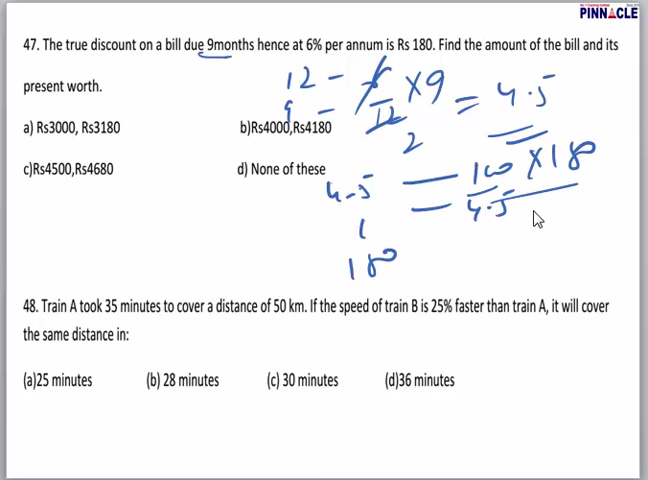 PINNACLE
47. The true discount on a bill due 9months hence at 6% per annum is Rs 180. Find the amount of the bill and its
present worth.
a) Rs3000, Rs3180 b)Rs4000,Rs4180
c)Rs4500,Rs4680 d) None of these
12 - 6/12 × 9 = 4.5
9 -
2
4.5 = 100 × 180
1 = 4.5
180
48. Train A took 35 minutes to cover a distance of 50 km. If the speed of train B is 25% faster than train A, it will cover
the same distance in:
(a)25 minutes (b) 28 minutes (c) 30 minutes (d)36 minutes